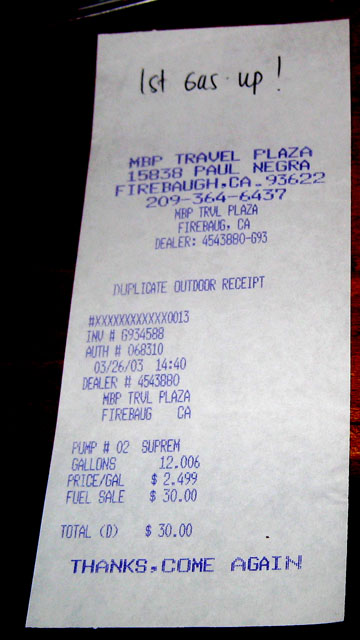 1st Gas up!
MBP TRAVEL PLAZA
15838 PAUL NEGRA
FIREBAUGH,CA. 93622
209-364-6437
MBP TRVL PLAZA
FIREBAUG, CA
DEALER: 4543880-G93
DUPLICATE OUTDOOR RECEIPT
#XXXXXXXXXXXX0013
INV # G934588
AUTH # 068310
03/26/03 14:40
DEALER # 4543880
MBP TRVL PLAZA
FIREBAUG CA
PUMP # 02 SUPREM
GALLONS 12.006
PRICE/GAL $ 2.499
FUEL SALE $ 30.00
TOTAL (D) $ 30.00
THANKS,COME AGAIN